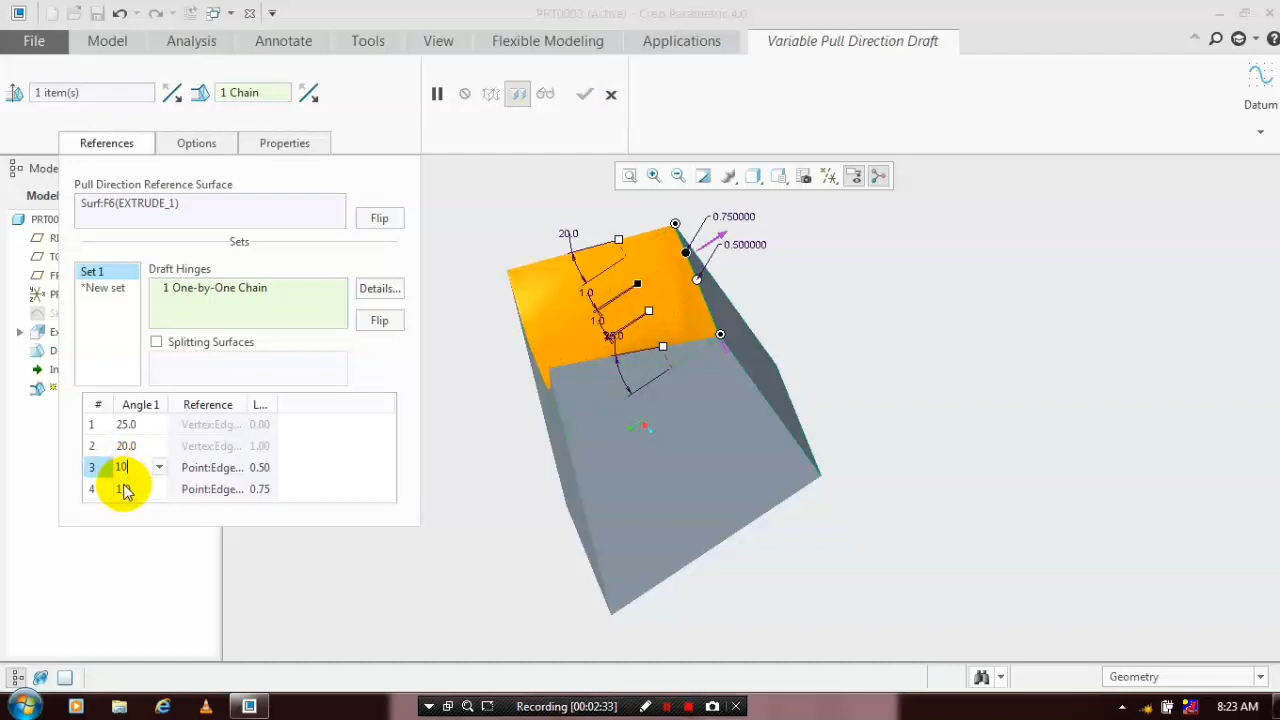 PRT0003 (Active) - Creo Parametric 4.0
File Model Analysis Annotate Tools View Flexible Modeling Applications Variable Pull Direction Draft
1 item(s) 1 Chain
Datum
References Options Properties
Mode
Pull Direction Reference Surface
Surf:F6(EXTRUDE_1)
Flip
Sets
Set 1
*New set
Draft Hinges
1 One-by-One Chain
Details...
Flip
Splitting Surfaces
# Angle 1 Reference L...
1 25.0 Vertex:Edg... 0.00
2 20.0 Vertex:Edg... 1.00
3 10 Point:Edge... 0.50
4 Point:Edge... 0.75
Model
PRT00
20.0
0.750000
0.500000
1.0
1.0
Geometry
Recording [00:02:33]
8:23 AM